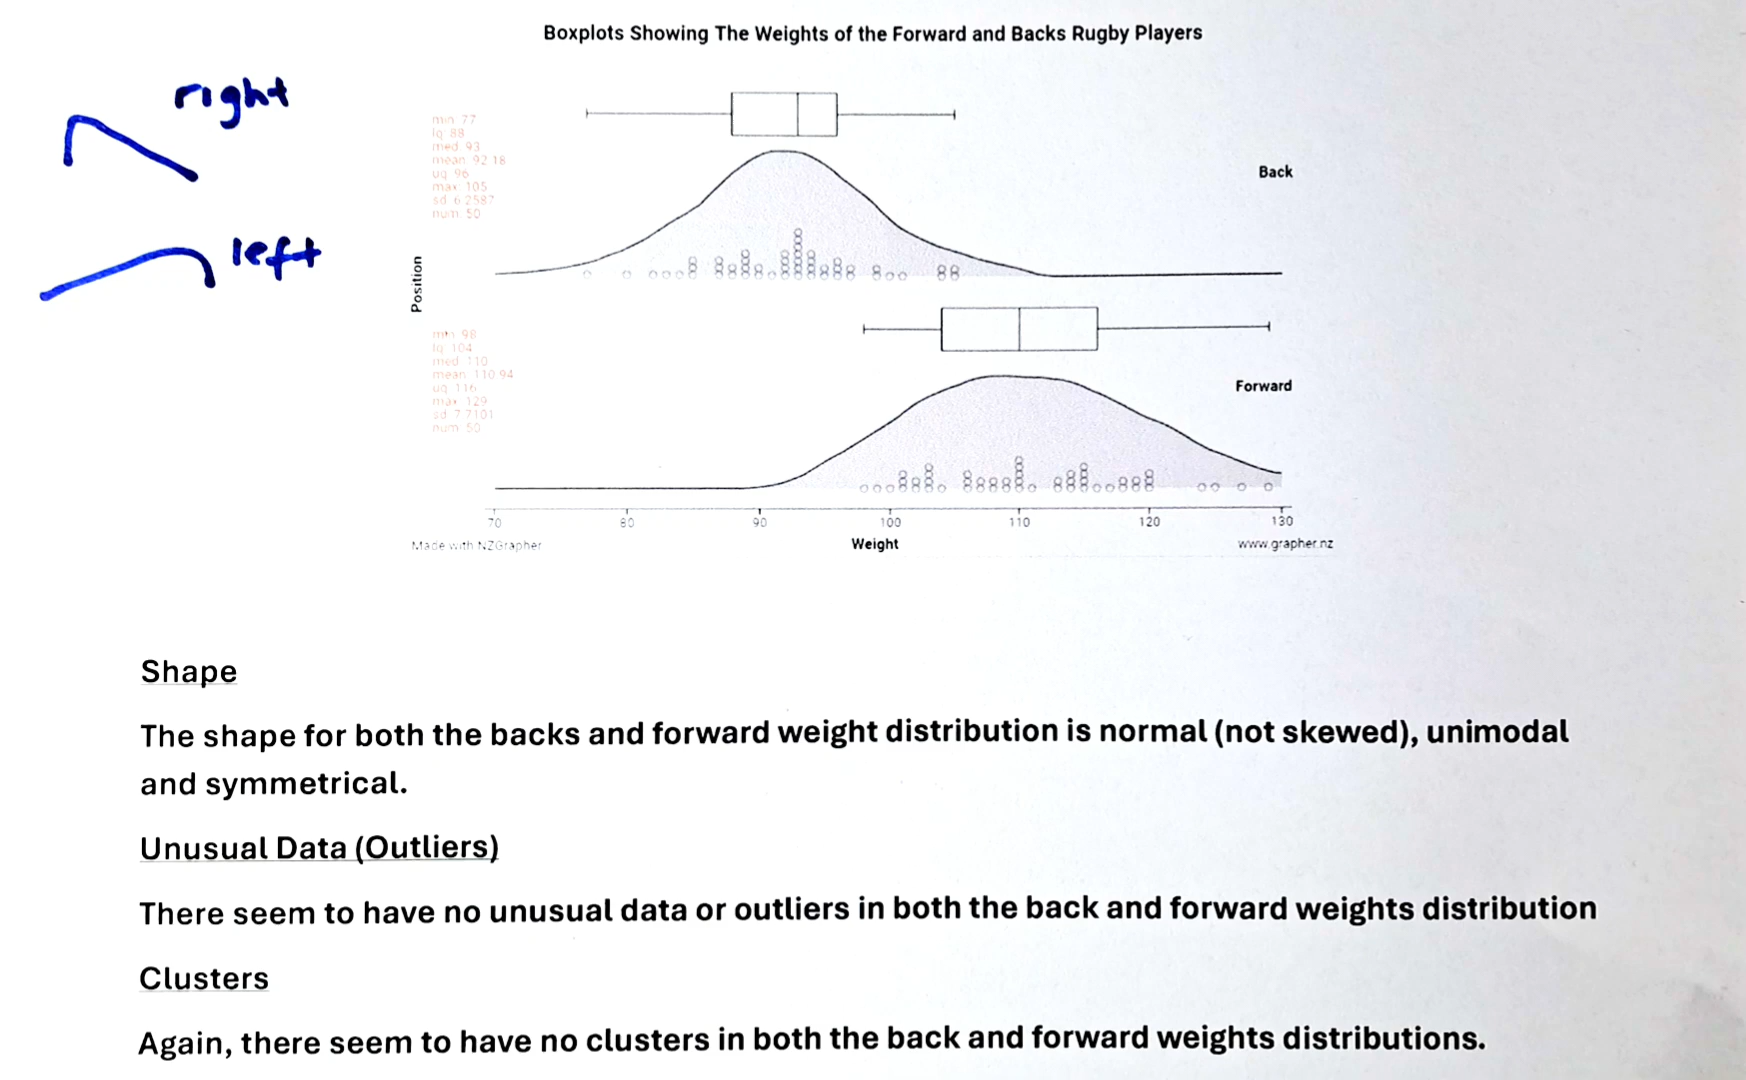 Boxplots Showing The Weights of the Forward and Backs Rugby Players
right
left
min 77
lq 88
med 93
mean 92.18
uq 96
max 105
sd 6.2587
num 50
Back
Position
min 98
lq 104
med 110
mean 110.94
uq 116
max 129
sd 7.7101
num 50
Forward
70 80 90 100 110 120 130
Made with NZGrapher
Weight
www.grapher.nz
Shape
The shape for both the backs and forward weight distribution is normal (not skewed), unimodal
and symmetrical.
Unusual Data (Outliers)
There seem to have no unusual data or outliers in both the back and forward weights distribution
Clusters
Again, there seem to have no clusters in both the back and forward weights distributions.